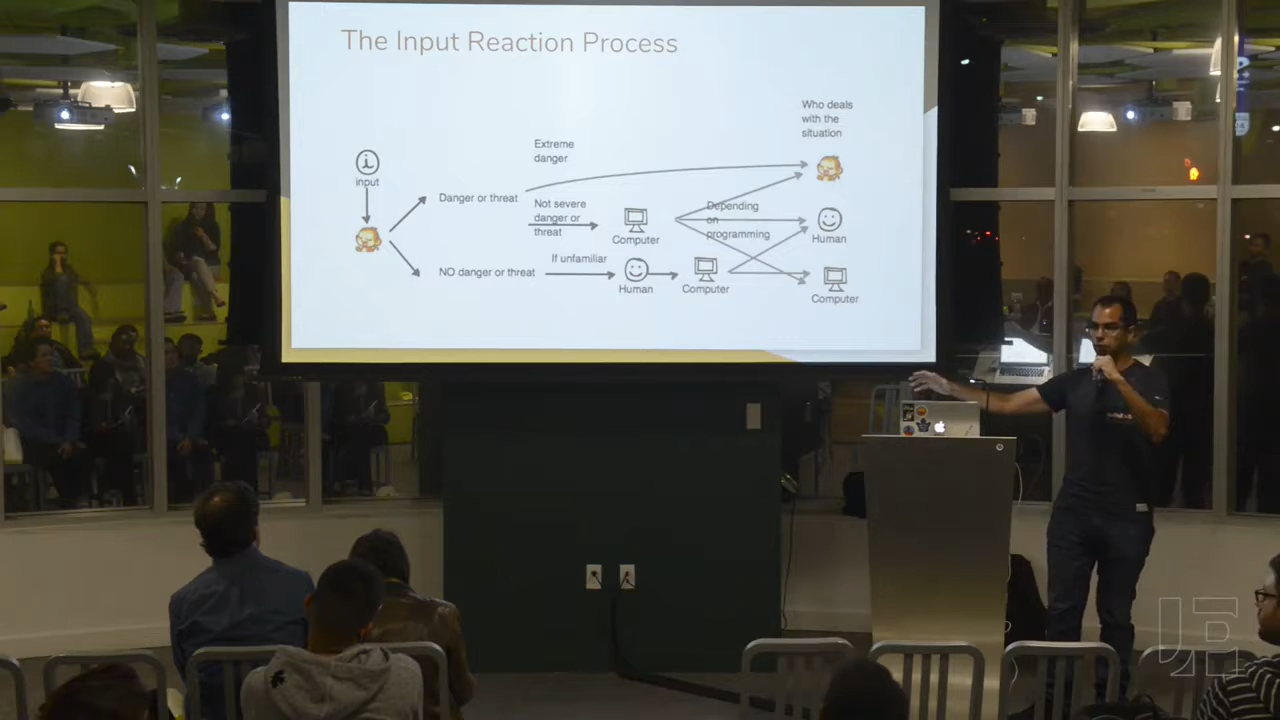 The Input Reaction Process
Who deals
with the
situation
Extreme
danger
i
input
Danger or threat
Not severe
danger or
threat
Depending
on
programming
Computer
Human
If unfamiliar
NO danger or threat
Human
Computer
Computer
UE